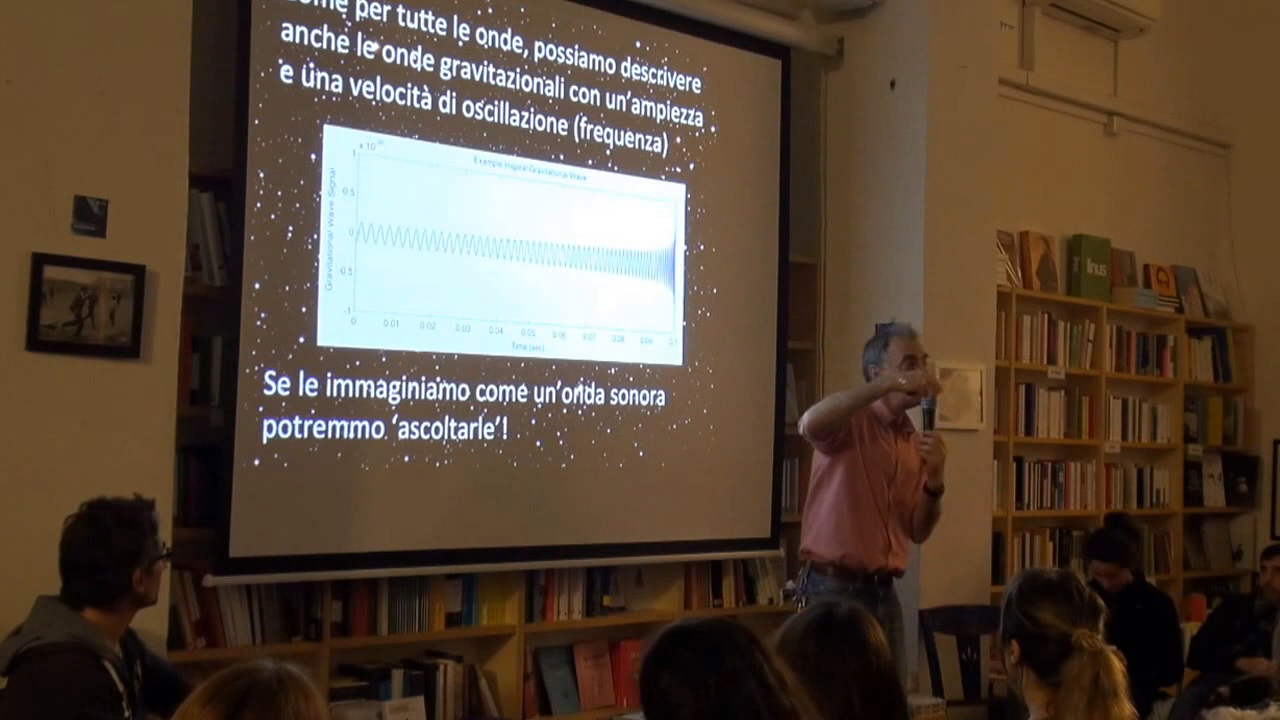 come per tutte le onde, possiamo descrivere
anche le onde gravitazionali con un'ampiezza
e una velocità di oscillazione (frequenza)
Example Inspiral Gravitational Wave
Gravitational Wave Signal
1
0.5
0
-0.5
-1
0 0.01 0.02 0.03 0.04 0.05 0.06 0.07 0.08 0.09 0.1
Time (sec)
Se le immaginiamo come un'onda sonora
potremmo 'ascoltarle'!
linus